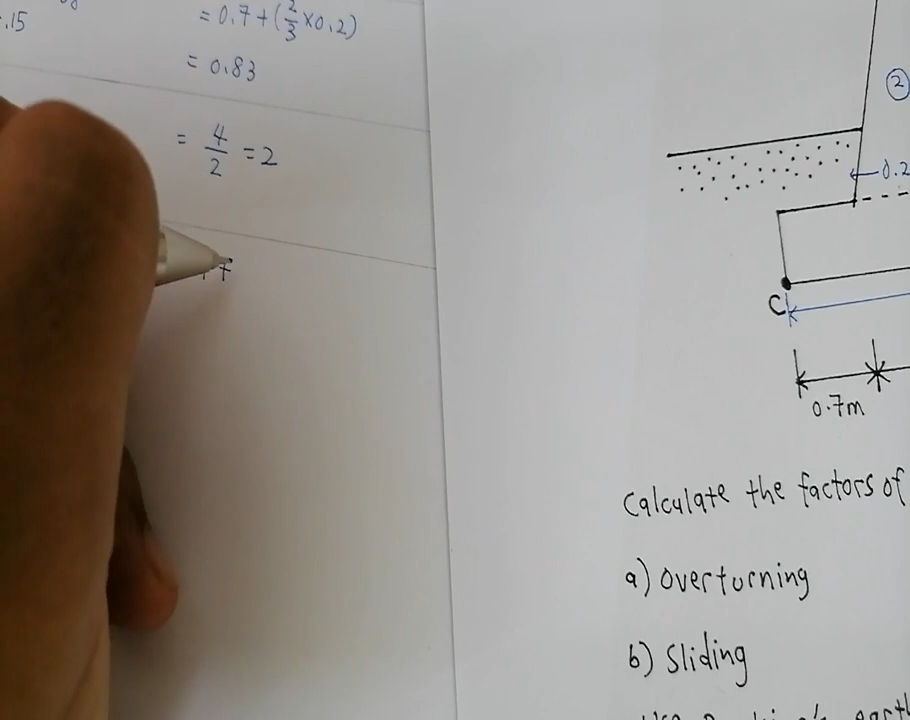 .15
= 0.7 + (2/3 × 0.2)
= 0.83
= 4/2 = 2
2
0.2
C
0.7m
Calculate the factors of
a) Overturning
b) Sliding
earth